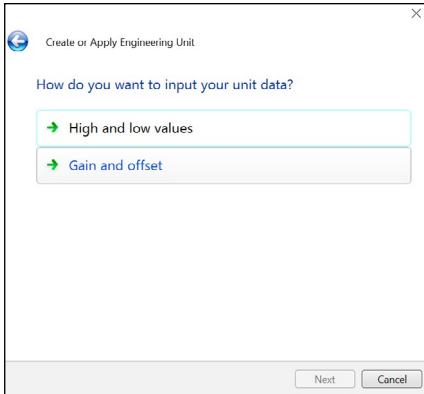 Create or Apply Engineering Unit
How do you want to input your unit data?
High and low values
Gain and offset
Next
Cancel